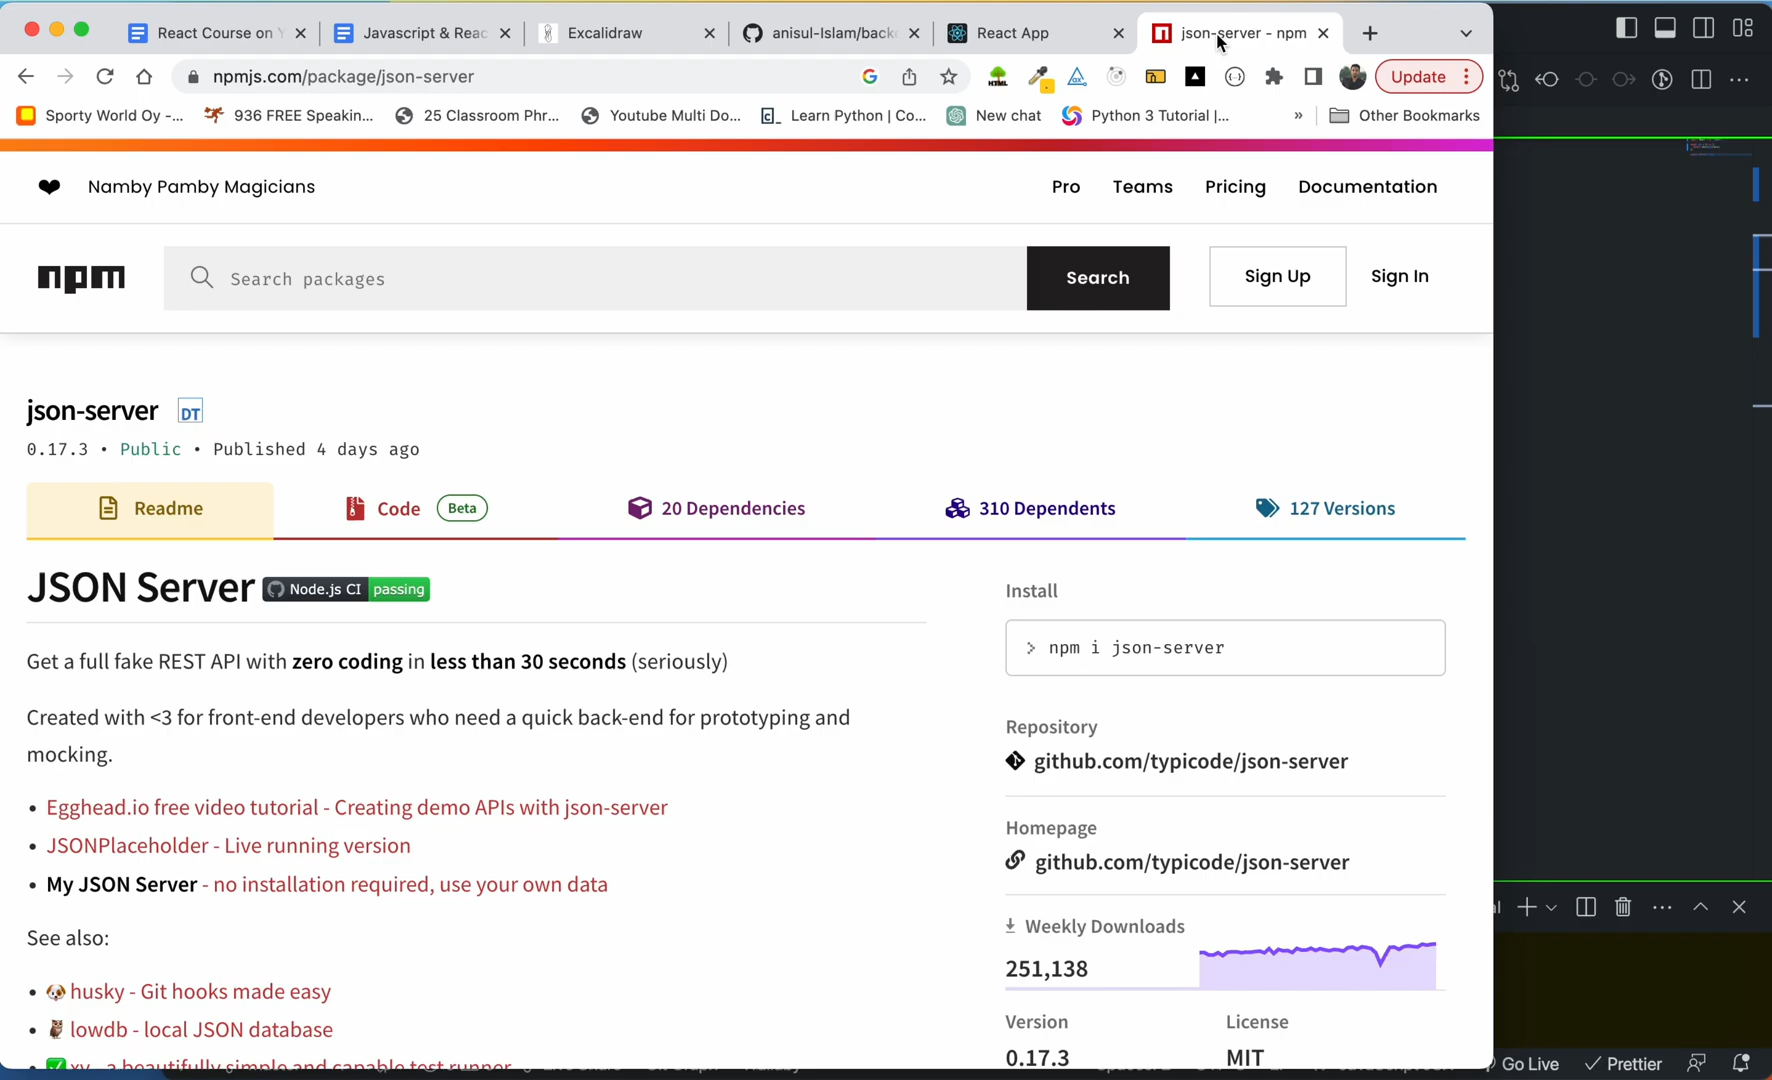 React Course on Y
Javascript & Reac
Excalidraw
anisul-Islam/backe
React App
json-server - npm
npmjs.com/package/json-server
Update
Sporty World Oy -...
936 FREE Speakin...
25 Classroom Phr...
Youtube Multi Do...
Learn Python | Co...
New chat
Python 3 Tutorial |...
»
Other Bookmarks
Namby Pamby Magicians
Pro
Teams
Pricing
Documentation
npm
Search packages
Search
Sign Up
Sign In
json-server DT
0.17.3 • Public • Published 4 days ago
Readme
Code Beta
20 Dependencies
310 Dependents
127 Versions
JSON Server Node.js CI passing
Get a full fake REST API with zero coding in less than 30 seconds (seriously)
Created with <3 for front-end developers who need a quick back-end for prototyping and
mocking.
• Egghead.io free video tutorial - Creating demo APIs with json-server
• JSONPlaceholder - Live running version
• My JSON Server - no installation required, use your own data
See also:
• 🐶 husky - Git hooks made easy
• 🦉 lowdb - local JSON database
• ✅ xv - a beautifully simple and capable test runner
Install
> npm i json-server
Repository
github.com/typicode/json-server
Homepage
github.com/typicode/json-server
Weekly Downloads
251,138
Version
0.17.3
License
MIT
Go Live
Prettier